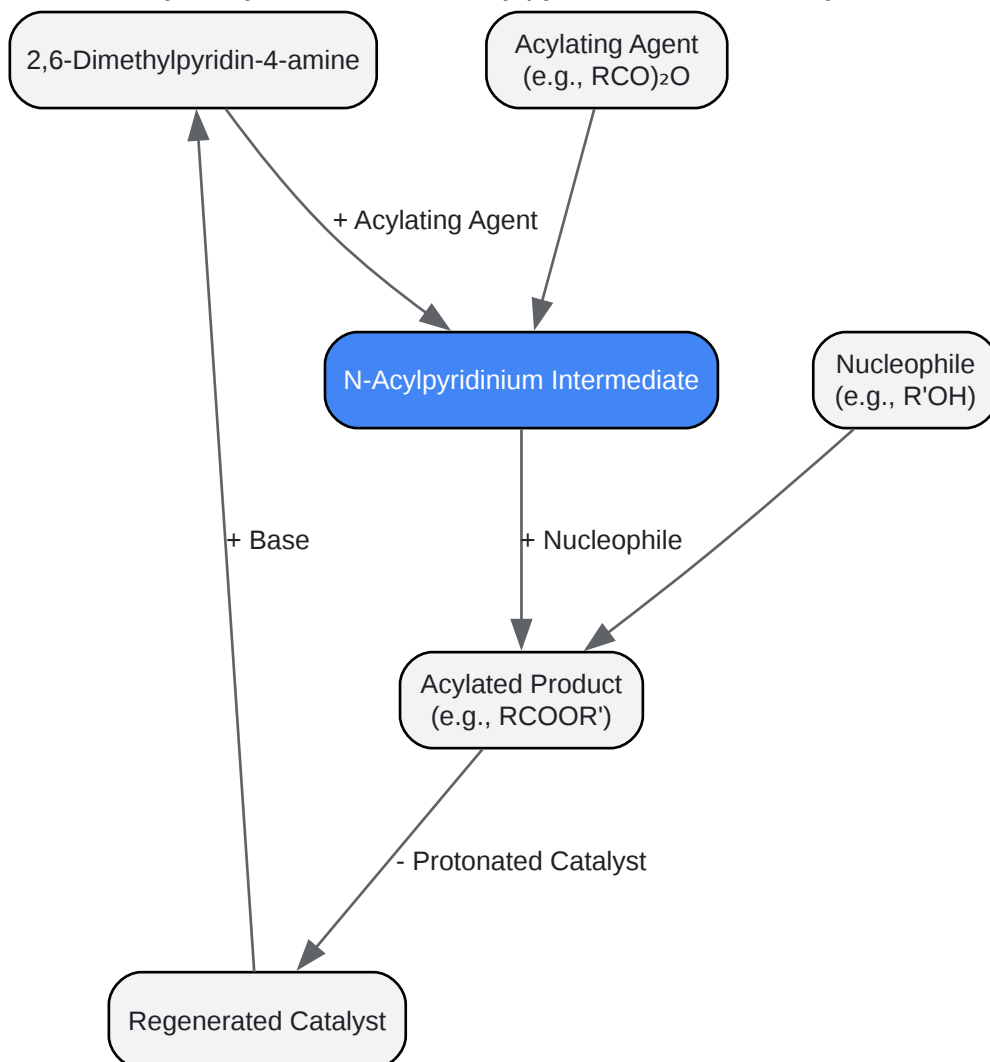 2,6-Dimethylpyridin-4-amine
Acylating Agent
(e.g., RCO)₂O
+ Acylating Agent
N-Acylpyridinium Intermediate
Nucleophile
(e.g., R'OH)
+ Base
+ Nucleophile
Acylated Product
(e.g., RCOOR')
- Protonated Catalyst
Regenerated Catalyst